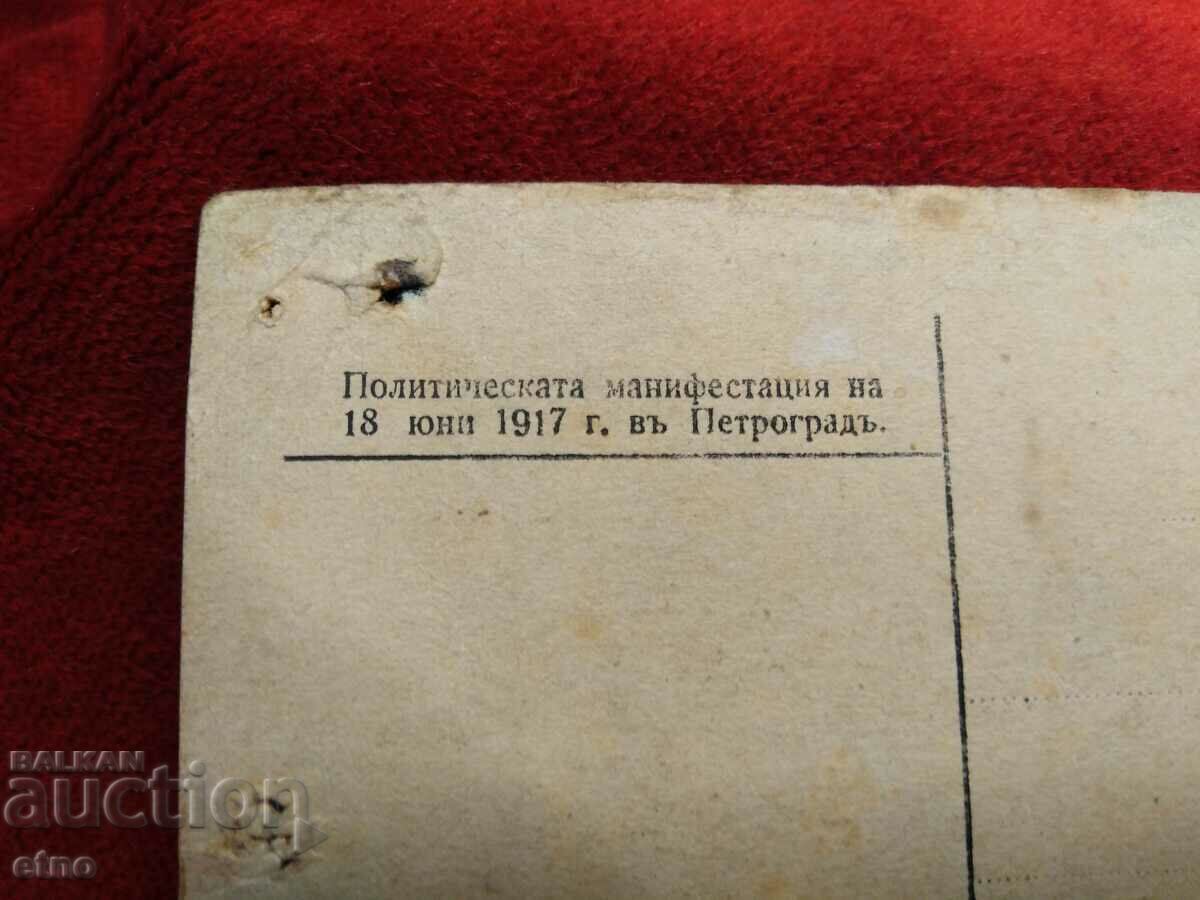 Политическата манифестация на
18 юни 1917 г. въ Петроградъ.
BALKAN
auction
etno